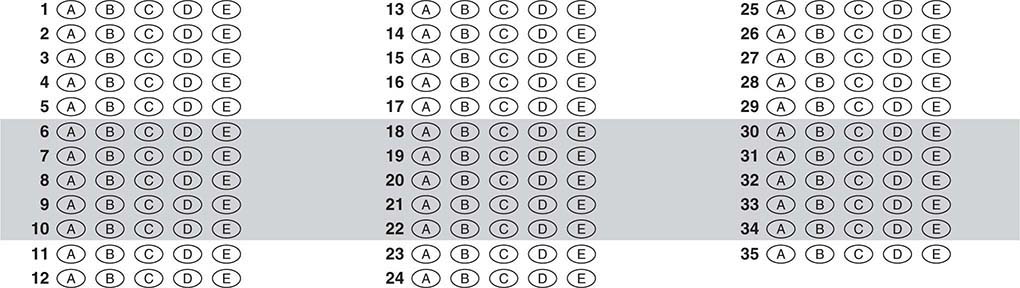 1 A B C D E
2 A B C D E
3 A B C D E
4 A B C D E
5 A B C D E
6 A B C D E
7 A B C D E
8 A B C D E
9 A B C D E
10 A B C D E
11 A B C D E
12 A B C D E
13 A B C D E
14 A B C D E
15 A B C D E
16 A B C D E
17 A B C D E
18 A B C D E
19 A B C D E
20 A B C D E
21 A B C D E
22 A B C D E
23 A B C D E
24 A B C D E
25 A B C D E
26 A B C D E
27 A B C D E
28 A B C D E
29 A B C D E
30 A B C D E
31 A B C D E
32 A B C D E
33 A B C D E
34 A B C D E
35 A B C D E